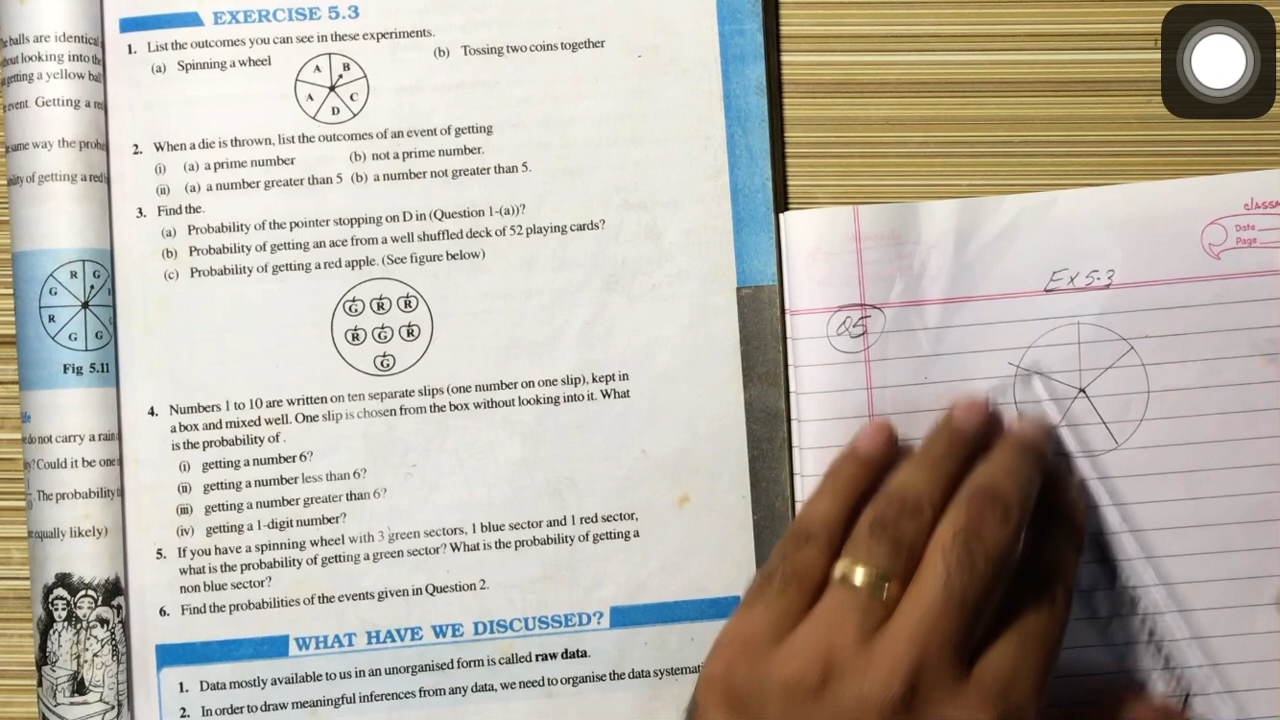 EXERCISE 5.3
1. List the outcomes you can see in these experiments.
(a) Spinning a wheel
(b) Tossing two coins together
A B
A C
D
2. When a die is thrown, list the outcomes of an event of getting
(i) (a) a prime number (b) not a prime number.
(ii) (a) a number greater than 5 (b) a number not greater than 5.
3. Find the.
(a) Probability of the pointer stopping on D in (Question 1-(a))?
(b) Probability of getting an ace from a well shuffled deck of 52 playing cards?
(c) Probability of getting a red apple. (See figure below)
G R R
R G R
G
4. Numbers 1 to 10 are written on ten separate slips (one number on one slip), kept in
a box and mixed well. One slip is chosen from the box without looking into it. What
is the probability of .
(i) getting a number 6?
(ii) getting a number less than 6?
(iii) getting a number greater than 6?
(iv) getting a 1-digit number?
5. If you have a spinning wheel with 3 green sectors, 1 blue sector and 1 red sector,
what is the probability of getting a green sector? What is the probability of getting a
non blue sector?
6. Find the probabilities of the events given in Question 2.
WHAT HAVE WE DISCUSSED?
1. Data mostly available to us in an unorganised form is called raw data.
2. In order to draw meaningful inferences from any data, we need to organise the data
balls are identical
looking into
getting a yellow
event. Getting a
same way the
of getting a red
R G
G
R
G G
Fig 5.11
do not carry a
Could it be one
The probability
equally likely)
Date
Page
Ex 5.3
Q5